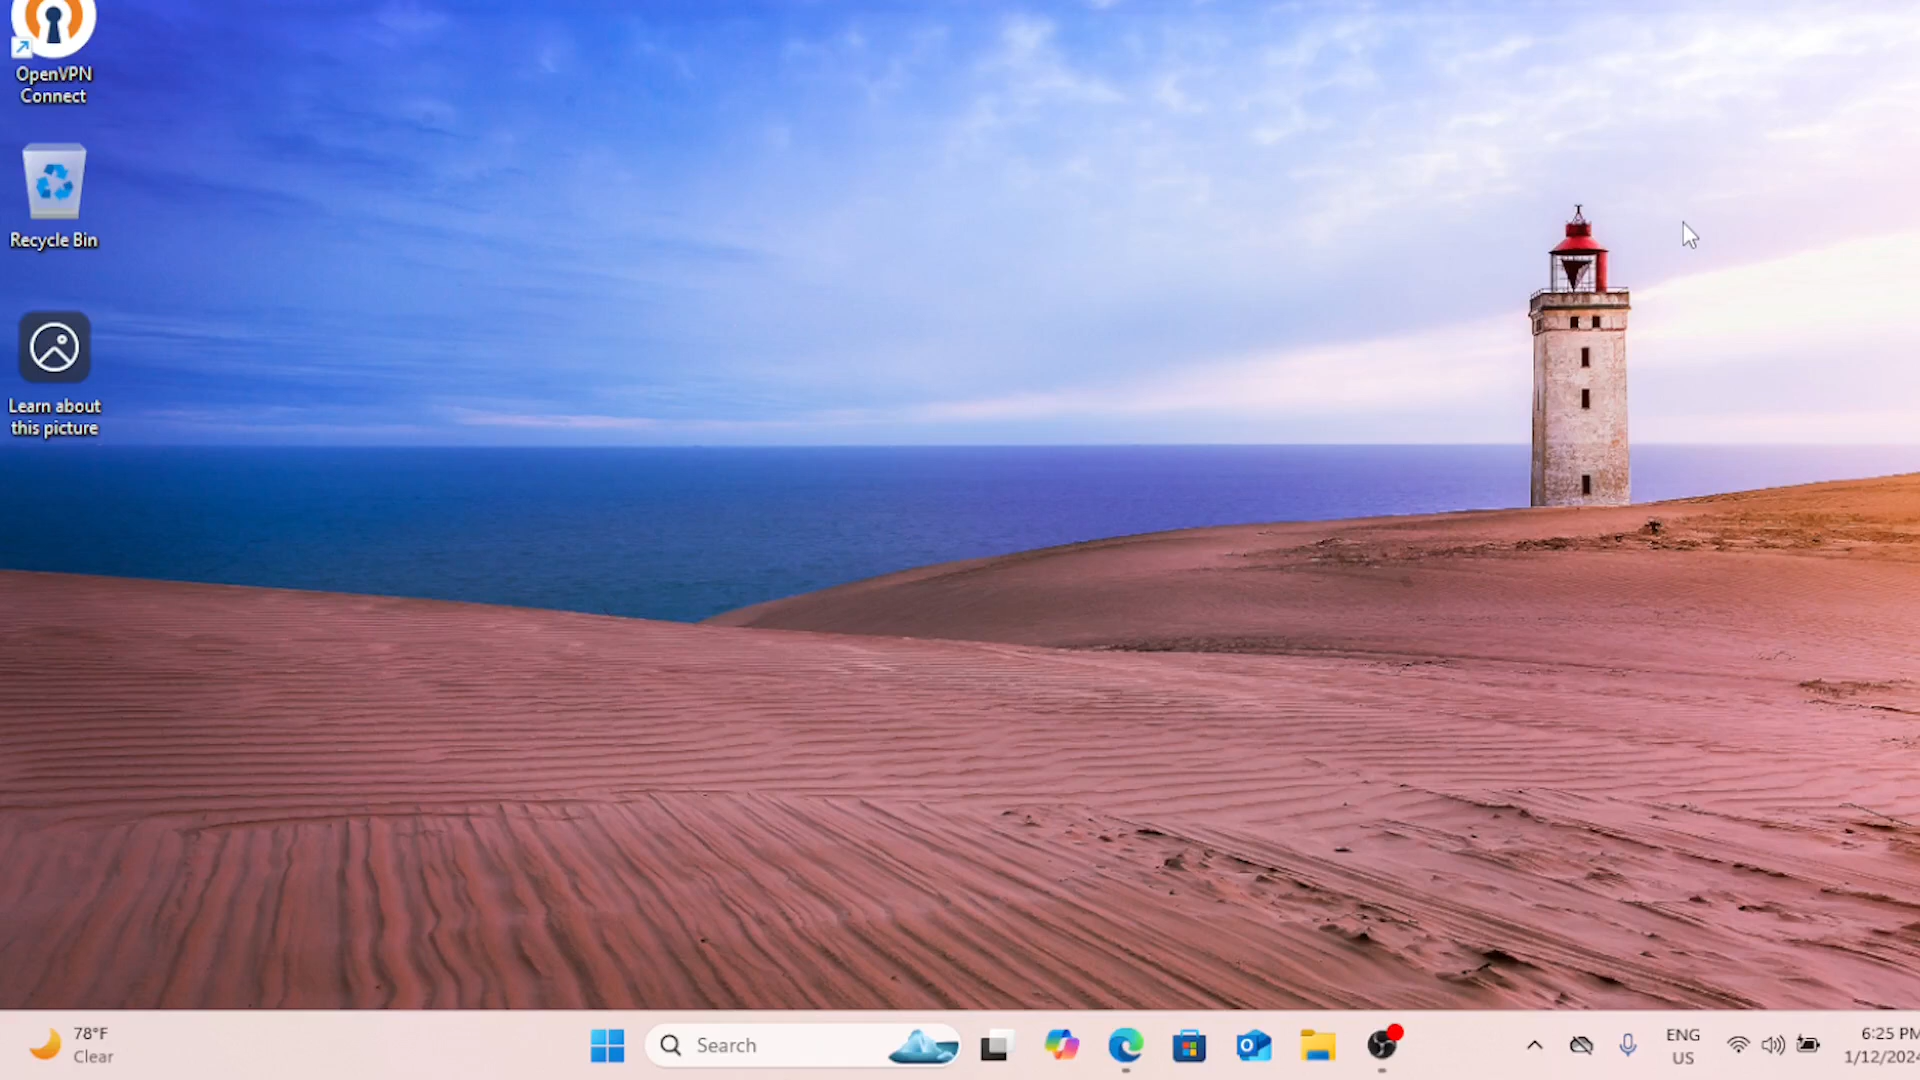 OpenVPN
Connect
Recycle Bin
Learn about
this picture
78°F
Clear
Search
ENG
US
6:25 PM
1/12/2024